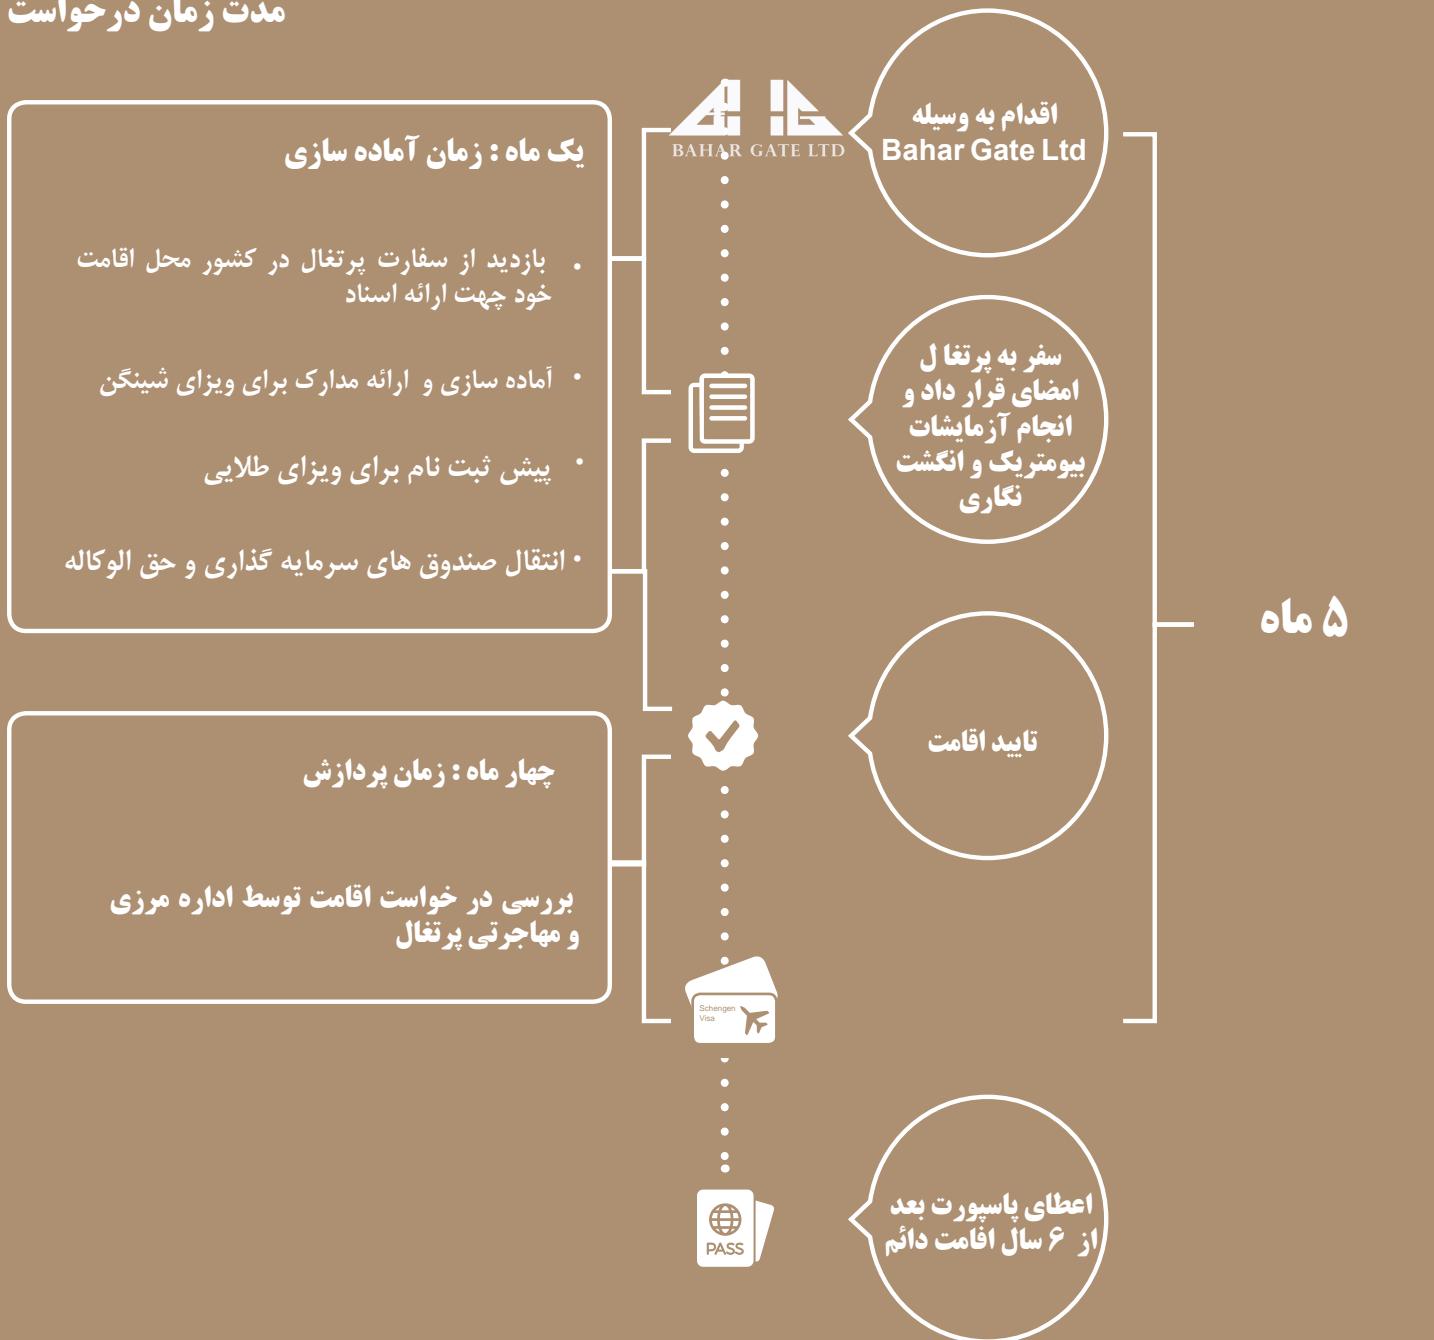 مدت زمان درخواست
BAHAR GATE LTD
اقدام به وسیله
Bahar Gate Ltd
یک ماه : زمان آماده سازی
. بازدید از سفارت پرتغال در کشور محل اقامت
خود چهت ارائه اسناد
• آماده سازی و ارائه مدارک برای ویزای شینگن
• پیش ثبت نام برای ویزای طلایی
• انتقال صندوق های سرمایه گذاری و حق الوکاله
سفر به پرتغا ل
امضای قرار داد و
انجام آزمایشات
بیومتریک و انگشت
نگاری
۵ ماه
تایید اقامت
چهار ماه : زمان پردازش
بررسی در خواست اقامت توسط اداره مرزی
و مهاجرتی پرتغال
Schengen
Visa
PASS
اعطای پاسپورت بعد
از ۶ سال افامت دائم